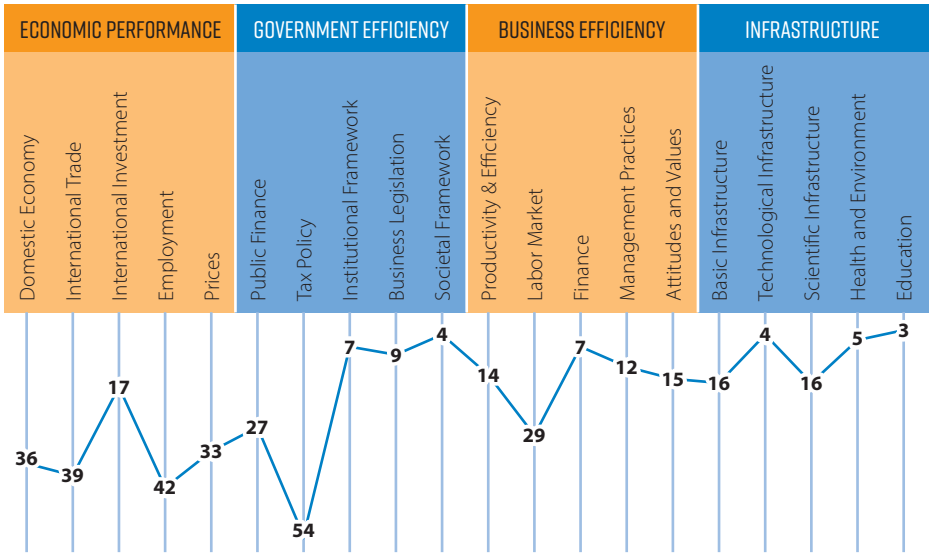 ECONOMIC PERFORMANCE
GOVERNMENT EFFICIENCY
BUSINESS EFFICIENCY
INFRASTRUCTURE
Domestic Economy
International Trade
International Investment
Employment
Prices
Public Finance
Tax Policy
Institutional Framework
Business Legislation
Societal Framework
Productivity & Efficiency
Labor Market
Finance
Management Practices
Attitudes and Values
Basic Infrastructure
Technological Infrastructure
Scientific Infrastructure
Health and Environment
Education
36
39
17
42
33
27
54
7
9
4
14
29
7
12
15
16
4
16
5
3